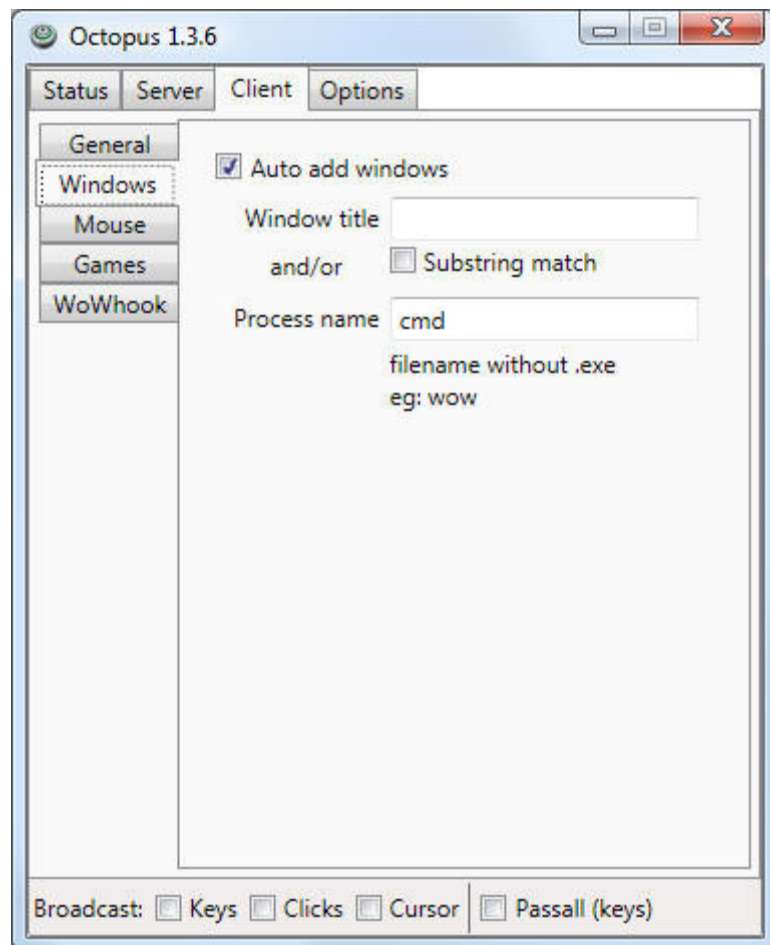 Octopus 1.3.6
Status Server Client Options
General
Windows
Mouse
Games
WoWhook
Auto add windows
Window title
and/or Substring match
Process name cmd
filename without .exe
eg: wow
Broadcast: Keys Clicks Cursor Passall (keys)